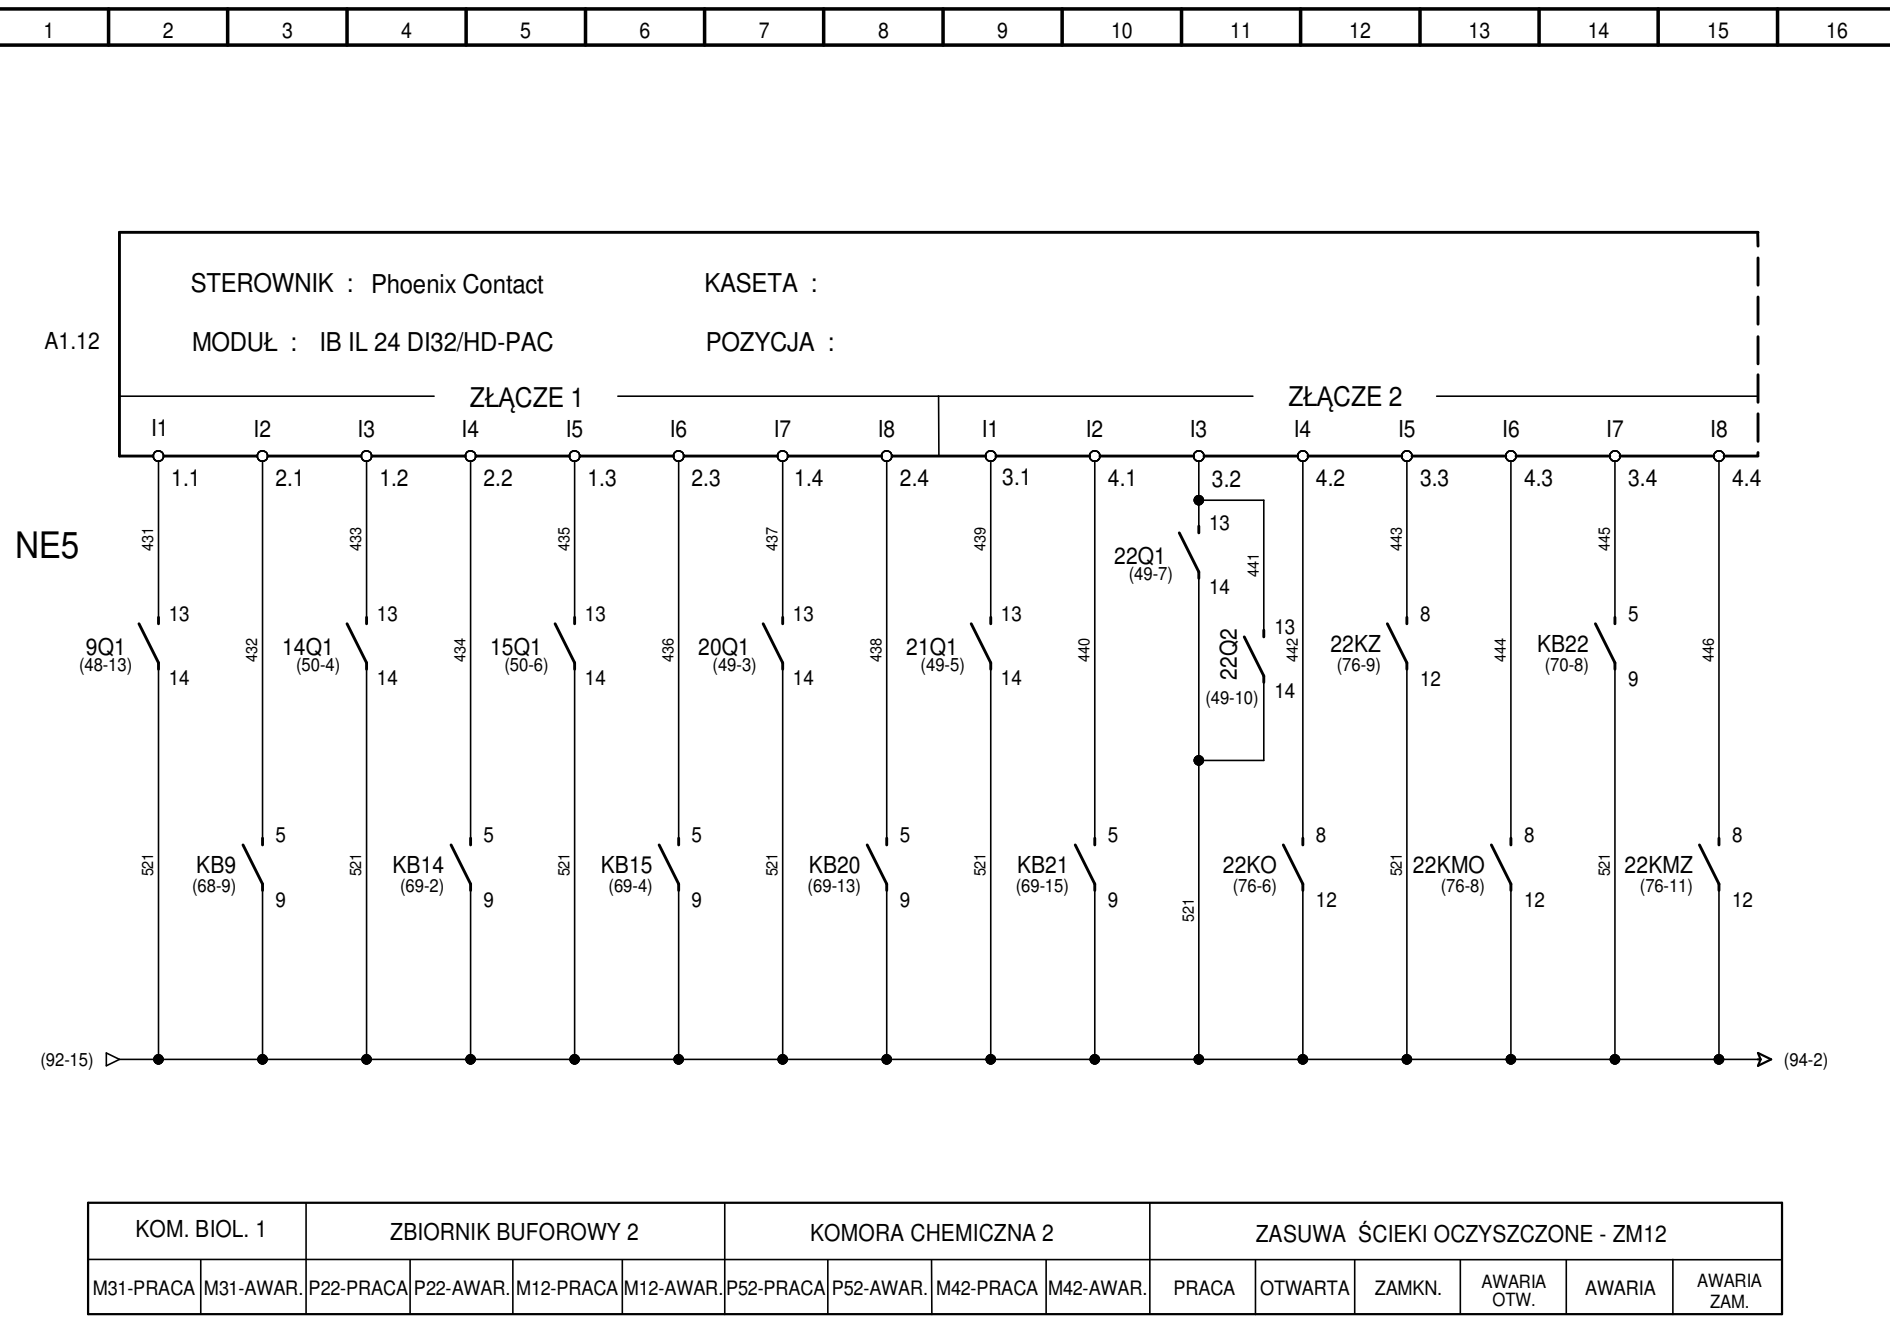 1 2 3 4 5 6 7 8 9 10 11 12 13 14 15 16
STEROWNIK : Phoenix Contact KASETA :
A1.12 MODUŁ : IB IL 24 DI32/HD-PAC POZYCJA :
ZŁĄCZE 1 ZŁĄCZE 2
I1 I2 I3 I4 I5 I6 I7 I8 I1 I2 I3 I4 I5 I6 I7 I8
1.1 2.1 1.2 2.2 1.3 2.3 1.4 2.4 3.1 4.1 3.2 4.2 3.3 4.3 3.4 4.4
NE5 431 433 435 437 439 22Q1 13 441 443 445
(49-7) 14
13 13 13 13 13 13 8 5
9Q1 432 14Q1 434 15Q1 436 20Q1 438 21Q1 440 22Q2 442 22KZ 444 KB22 446
(48-13) (50-4) (50-6) (49-3) (49-5) (76-9) (70-8)
14 14 14 14 14 (49-10) 14 12 9
5 5 5 5 5 8 8 8
521 KB9 521 KB14 521 KB15 521 KB20 521 KB21 22KO 521 22KMO 521 22KMZ
(68-9) (69-2) (69-4) (69-13) (69-15) (76-6) (76-8) (76-11)
9 9 9 9 9 521 12 12 12
(92-15) (94-2)
KOM. BIOL. 1 ZBIORNIK BUFOROWY 2 KOMORA CHEMICZNA 2 ZASUWA ŚCIEKI OCZYSZCZONE - ZM12
M31-PRACA M31-AWAR. P22-PRACA P22-AWAR. M12-PRACA M12-AWAR. P52-PRACA P52-AWAR. M42-PRACA M42-AWAR. PRACA OTWARTA ZAMKN. AWARIA OTW. AWARIA AWARIA ZAM.